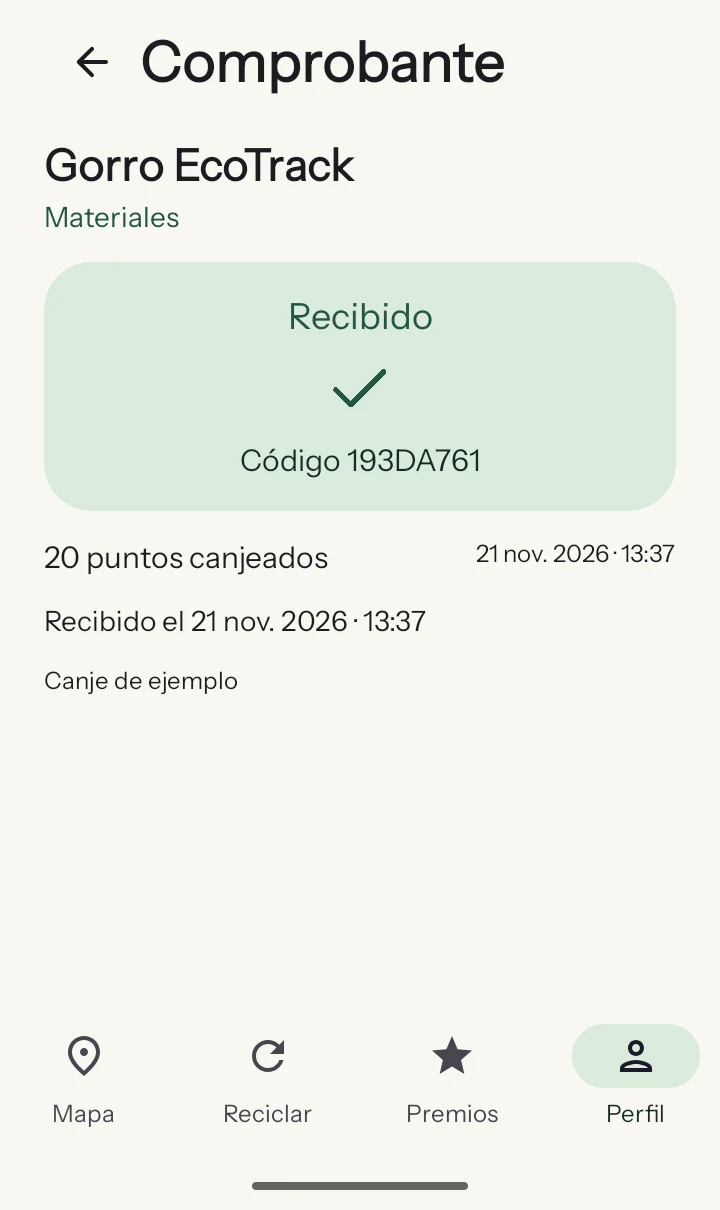 Comprobante
Gorro EcoTrack
Materiales
Recibido
Código 193DA761
20 puntos canjeados
21 nov. 2026 · 13:37
Recibido el 21 nov. 2026 · 13:37
Canje de ejemplo
Mapa
Reciclar
Premios
Perfil